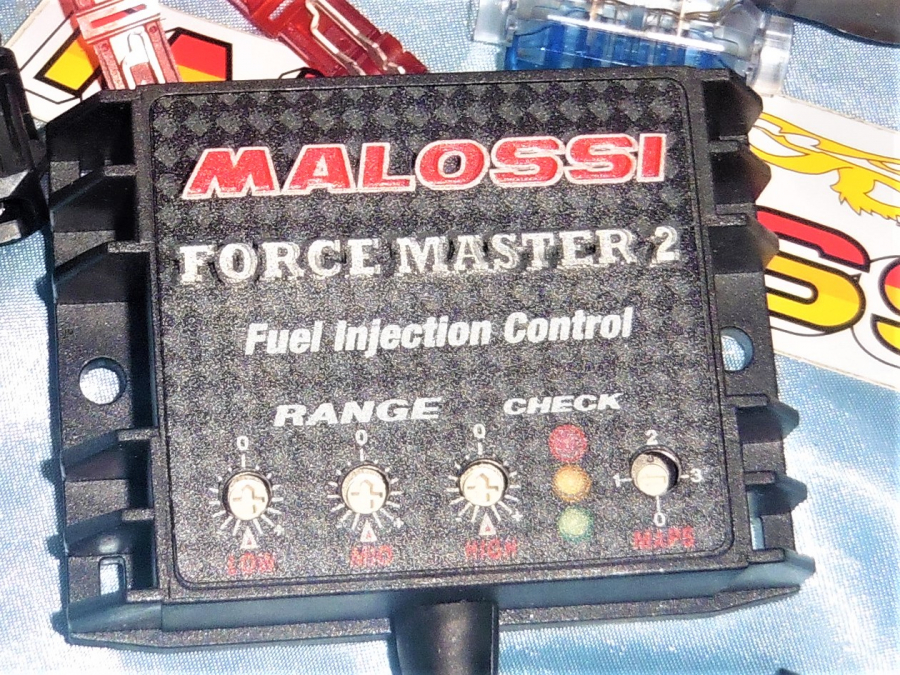 MALOSSI
FORCE MASTER 2
Fuel Injection Control
RANGE CHECK
0 0 0 2
1 3
- + - + - + 0
LOW MID HIGH MAPS